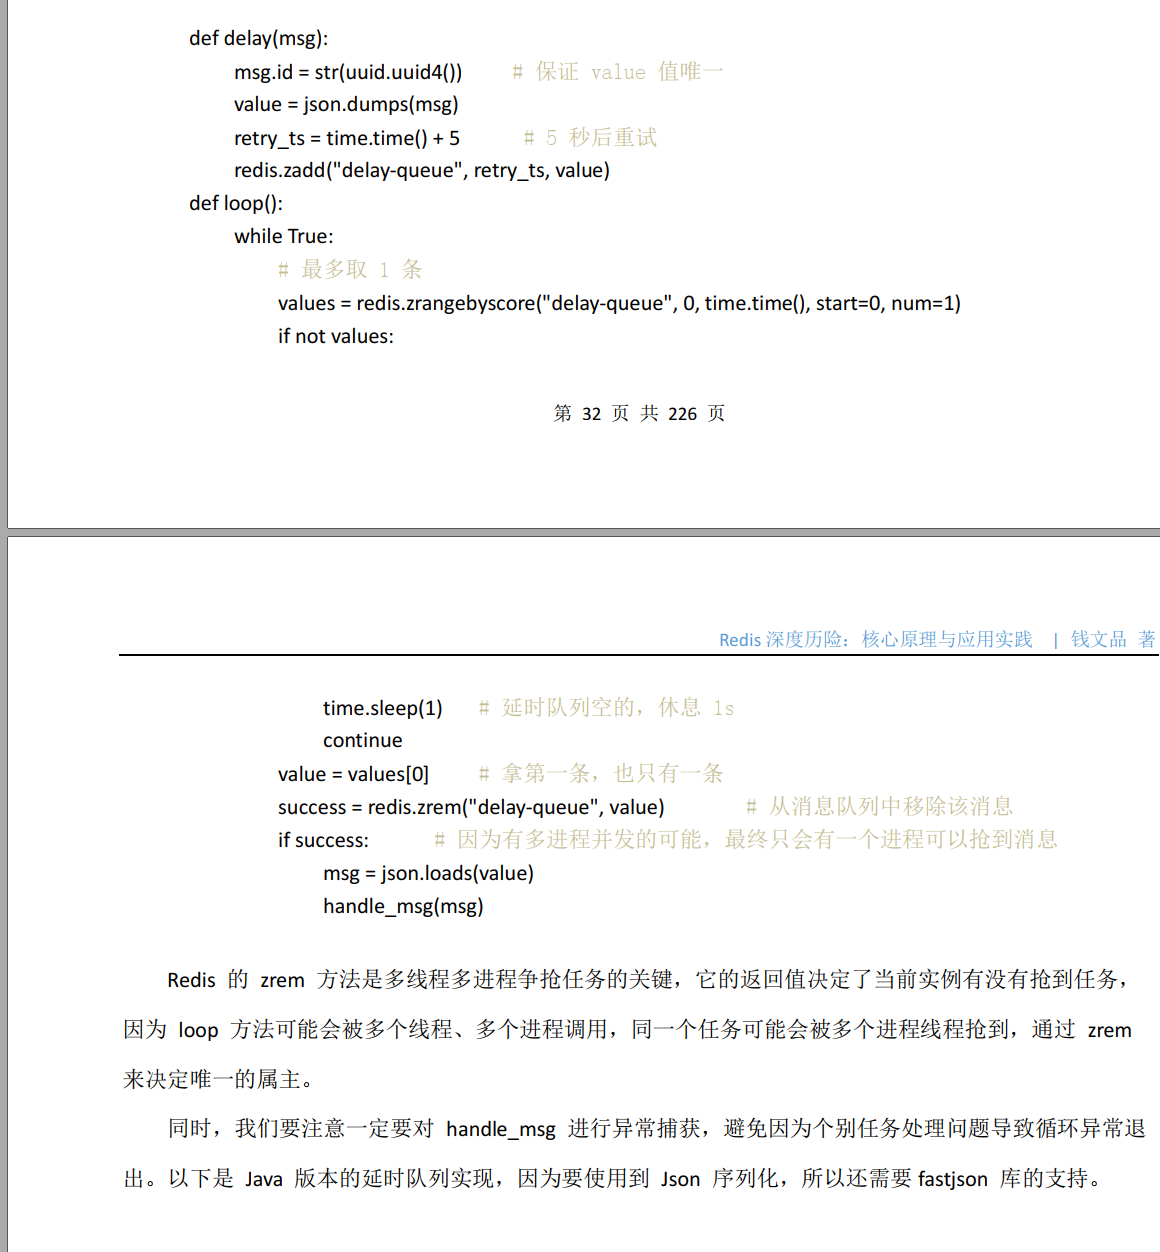 def delay(msg):
msg.id = str(uuid.uuid4()) # 保证 value 值唯一
value = json.dumps(msg)
retry_ts = time.time() + 5 # 5 秒后重试
redis.zadd("delay-queue", retry_ts, value)
def loop():
while True:
# 最多取 1 条
values = redis.zrangebyscore("delay-queue", 0, time.time(), start=0, num=1)
if not values:
第 32 页 共 226 页
Redis 深度历险：核心原理与应用实践 | 钱文品 著
time.sleep(1) # 延时队列空的，休息 1s
continue
value = values[0] # 拿第一条，也只有一条
success = redis.zrem("delay-queue", value) # 从消息队列中移除该消息
if success: # 因为有多进程并发的可能，最终只会有一个进程可以抢到消息
msg = json.loads(value)
handle_msg(msg)
Redis 的 zrem 方法是多线程多进程争抢任务的关键，它的返回值决定了当前实例有没有抢到任务，
因为 loop 方法可能会被多个线程、多个进程调用，同一个任务可能会被多个进程线程抢到，通过 zrem
来决定唯一的属主。
同时，我们要注意一定要对 handle_msg 进行异常捕获，避免因为个别任务处理问题导致循环异常退
出。以下是 Java 版本的延时队列实现，因为要使用到 Json 序列化，所以还需要 fastjson 库的支持。